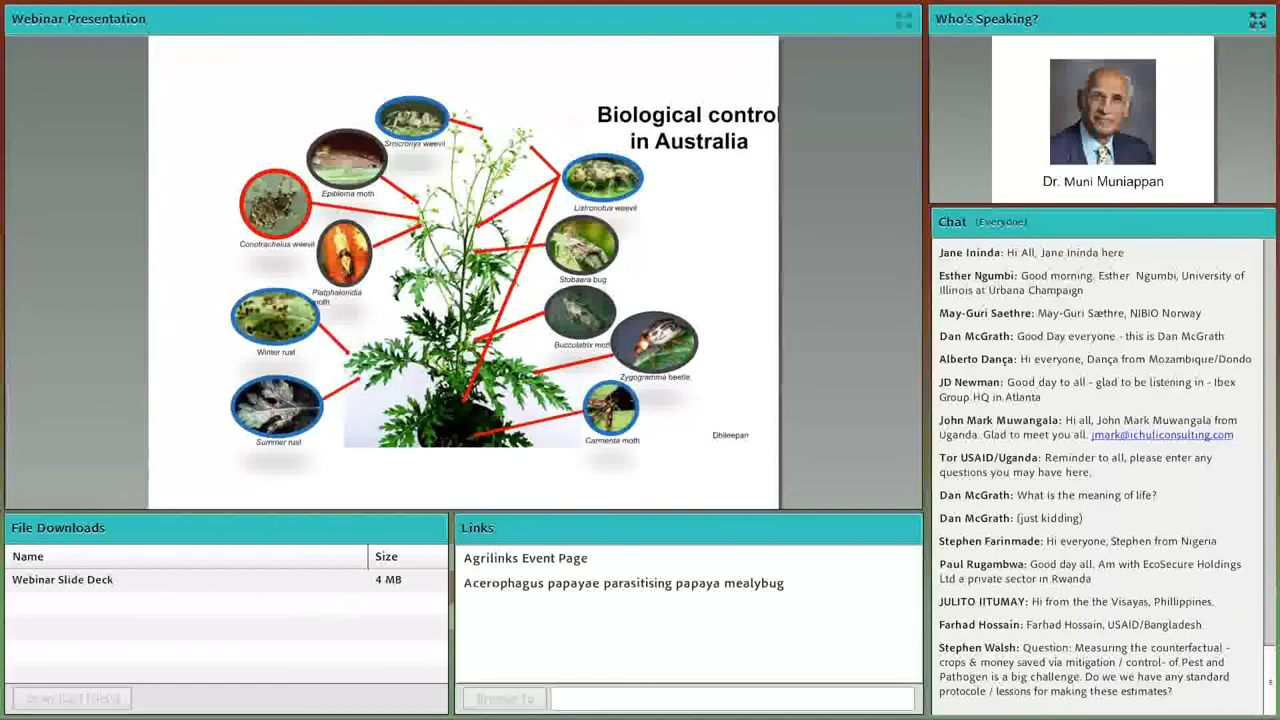 Webinar Presentation
Biological control
in Australia
Smicronyx weevil
Epiblema moth
Conotrachelus weevil
Platphalonidia
moth
Winter rust
Summer rust
Listronotus weevil
Stobaera bug
Bucculatrix moth
Zygogramma beetle
Carmenta moth
Dhileepan
File Downloads
Name Size
Webinar Slide Deck 4 MB
Links
Agrilinks Event Page
Acerophagus papayae parasitising papaya mealybug
Browse To
Who's Speaking?
Dr. Muni Muniappan
Chat (Everyone)
Jane Ininda: Hi All, Jane Ininda here
Esther Ngumbi: Good morning. Esther Ngumbi, University of
Illinois at Urbana Champaign
May-Guri Saethre: May-Guri Sæthre, NIBIO Norway
Dan McGrath: Good Day everyone - this is Dan McGrath
Alberto Dança: Hi everyone, Dança from Mozambique/Dondo
JD Newman: Good day to all - glad to be listening in - Ibex
Group HQ in Atlanta
John Mark Muwangala: Hi all, John Mark Muwangala from
Uganda. Glad to meet you all. jmark@ichuliconsulting.com
Tor USAID/Uganda: Reminder to all, please enter any
questions you may have here.
Dan McGrath: What is the meaning of life?
Dan McGrath: (just kidding)
Stephen Farinmade: Hi everyone, Stephen from Nigeria
Paul Rugambwa: Good day all. Am with EcoSecure Holdings
Ltd a private sector in Rwanda
JULITO IITUMAY: Hi from the the Visayas, Phillippines.
Farhad Hossain: Farhad Hossain, USAID/Bangladesh
Stephen Walsh: Question: Measuring the counterfactual -
crops & money saved via mitigation / control- of Pest and
Pathogen is a big challenge. Do we we have any standard
protocole / lessons for making these estimates?